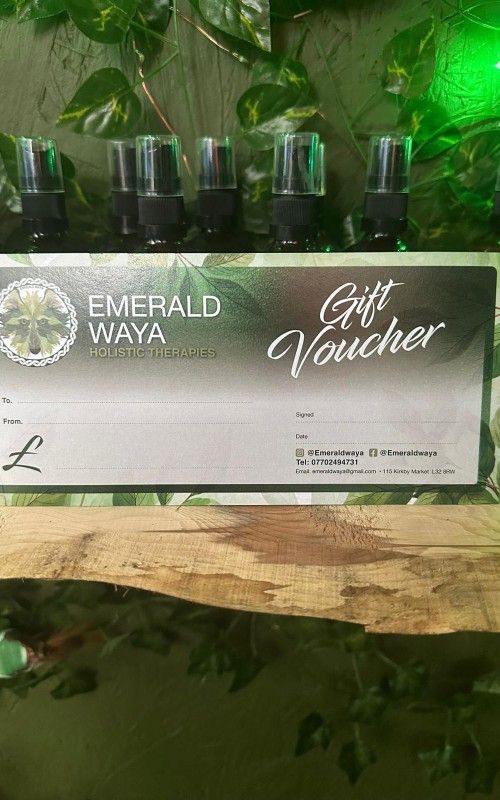 EMERALD
WAYA
HOLISTIC THERAPIES
Gift
Voucher
To.
From.
£
Signed
Date
@Emeraldwaya @Emeraldwaya
Tel: 07702494731
Email: emeraldwaya@gmail.com • 115 Kirkby Market L32 8RW